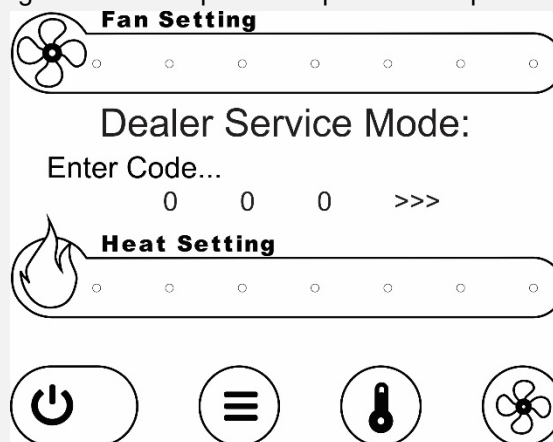 Fan Setting
Dealer Service Mode:
Enter Code...
0 0 0 >>>
Heat Setting